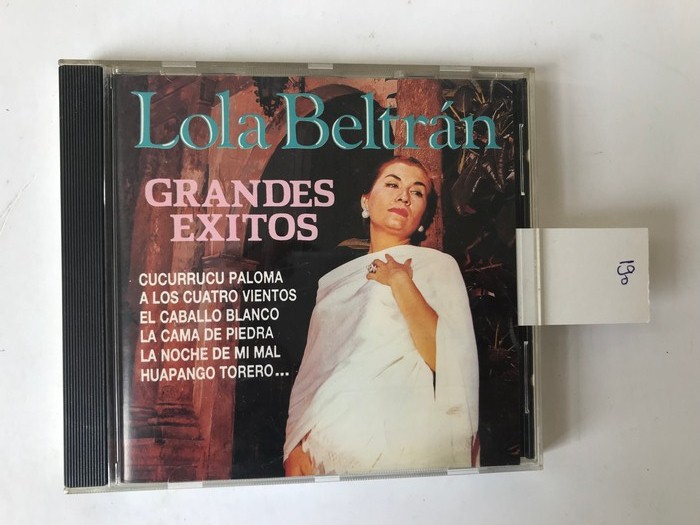 Lola Beltrán
GRANDES
EXITOS
CUCURRUCU PALOMA
A LOS CUATRO VIENTOS
EL CABALLO BLANCO
LA CAMA DE PIEDRA
LA NOCHE DE MI MAL
HUAPANGO TORERO...
190